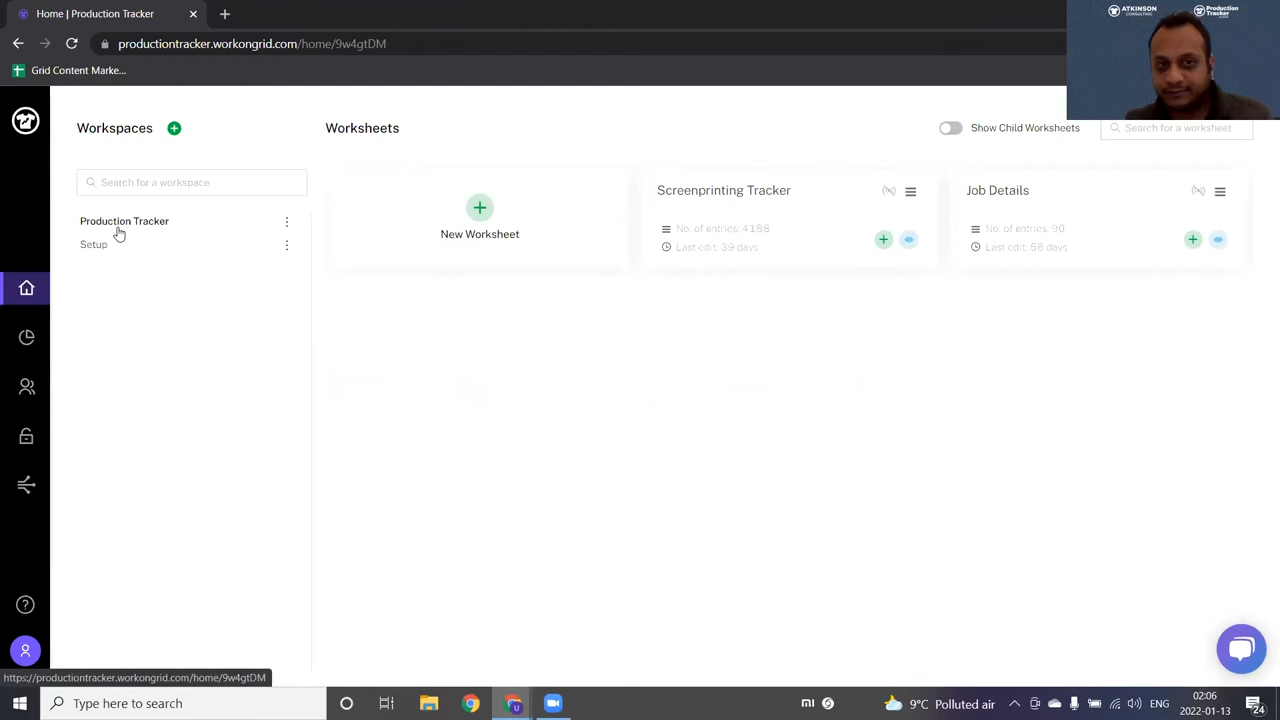 Home | Production Tracker
productiontracker.workongrid.com/home/9w4gtDM
Grid Content Marke...
ATKINSON
CONSULTING
Production
Tracker
Workspaces
Worksheets
Show Child Worksheets
Search for a worksheet
Search for a workspace
Production Tracker
Setup
New Worksheet
Screenprinting Tracker
No. of entries: 4188
Last edit: 39 days
Job Details
No. of entries: 90
Last edit: 56 days
https://productiontracker.workongrid.com/home/9w4gtDM
Type here to search
9°C Polluted air
ENG
02:06
2022-01-13
24